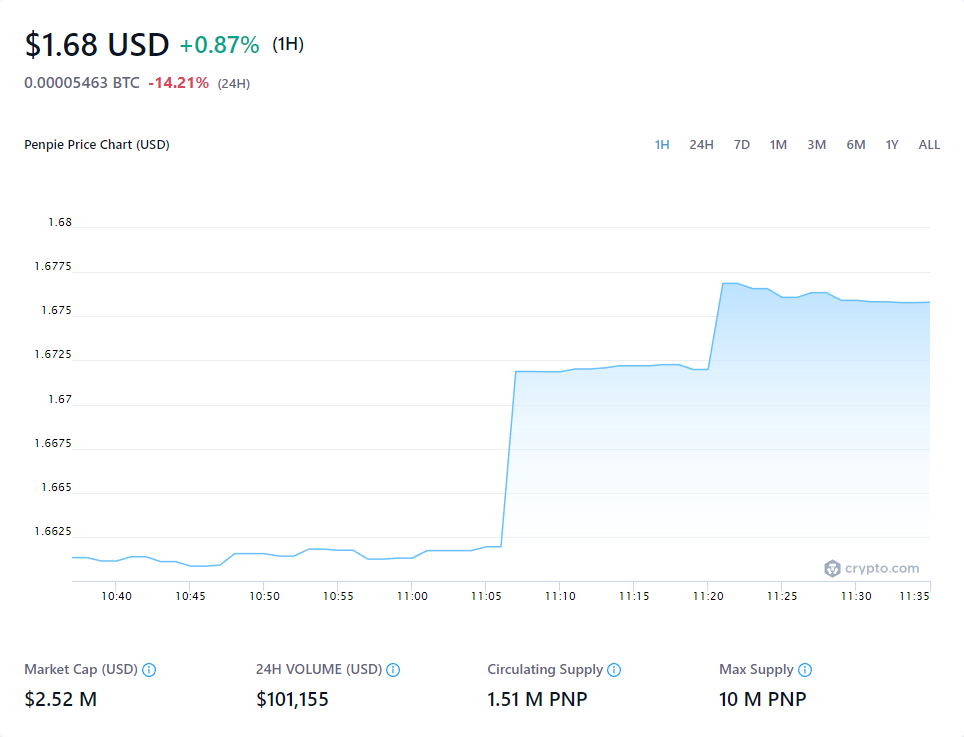 $1.68 USD +0.87% (1H)
0.00005463 BTC -14.21% (24H)
Penpie Price Chart (USD) 1H 24H 7D 1M 3M 6M 1Y ALL
1.68
1.6775
1.675
1.6725
1.67
1.6675
1.665
1.6625
crypto.com
10:40 10:45 10:50 10:55 11:00 11:05 11:10 11:15 11:20 11:25 11:30 11:35
Market Cap (USD) 24H VOLUME (USD) Circulating Supply Max Supply
$2.52 M $101,155 1.51 M PNP 10 M PNP